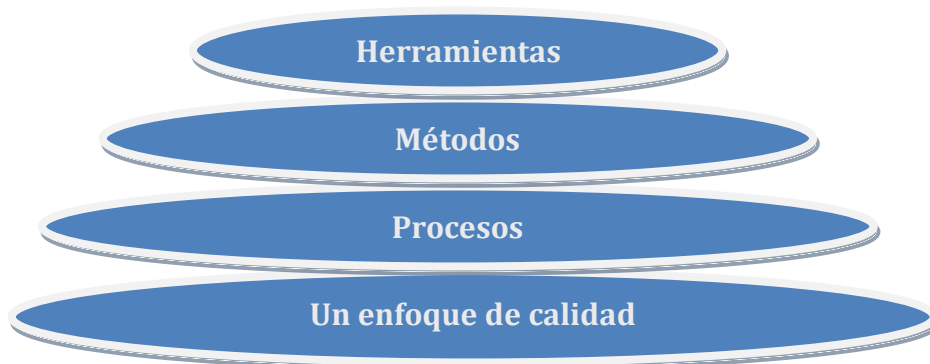 Herramientas
Métodos
Procesos
Un enfoque de calidad